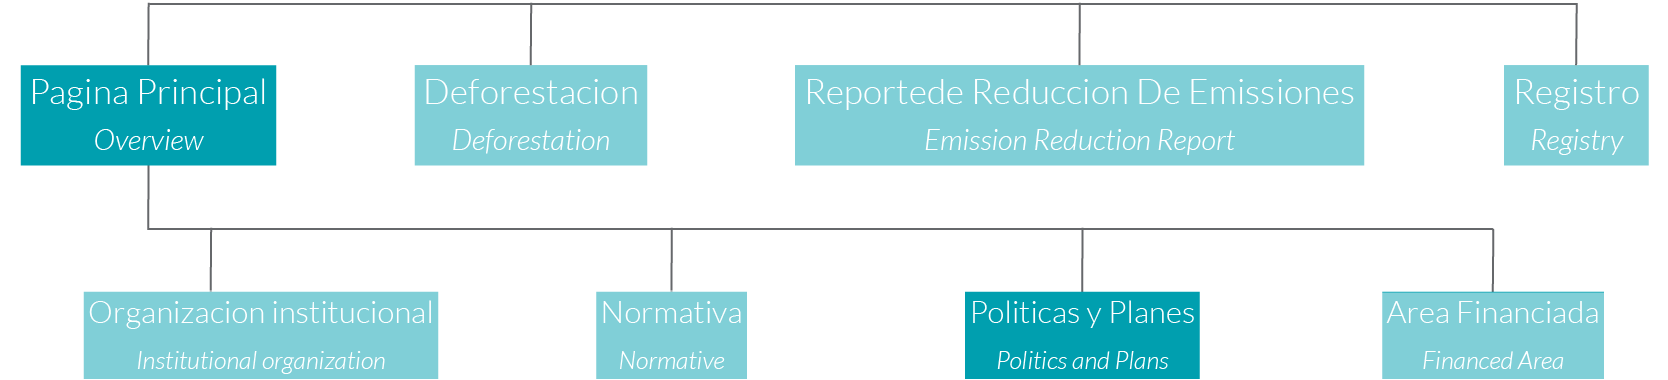 Pagina Principal
Overview
Deforestacion
Deforestation
Reportede Reduccion De Emissiones
Emission Reduction Report
Registro
Registry
Organizacion institucional
Institutional organization
Normativa
Normative
Politicas y Planes
Politics and Plans
Area Financiada
Financed Area